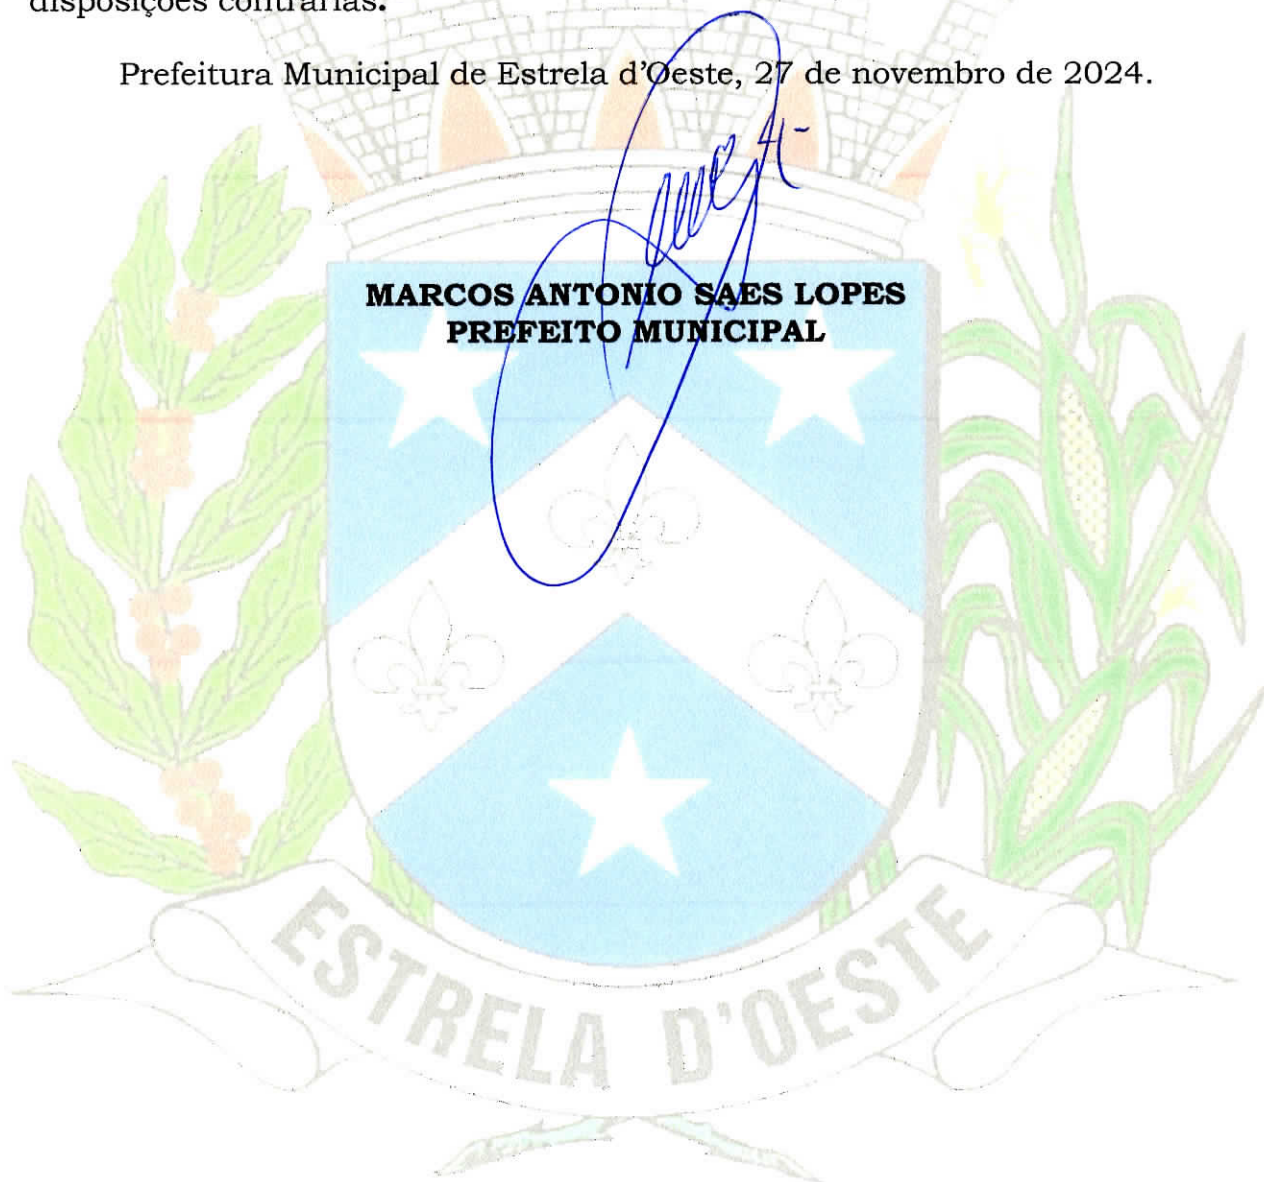 disposições contrárias.
Prefeitura Municipal de Estrela d'Oeste, 27 de novembro de 2024.
MARCOS ANTONIO SAES LOPES
PREFEITO MUNICIPAL
ESTRELA D'OESTE